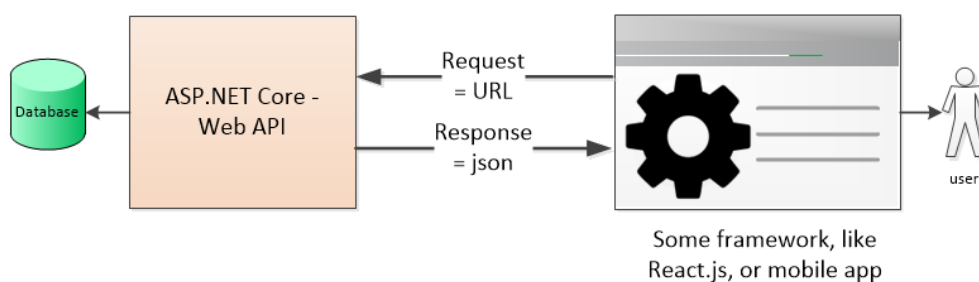 Database
ASP.NET Core -
Web API
Request
= URL
Response
= json
user
Some framework, like
React.js, or mobile app